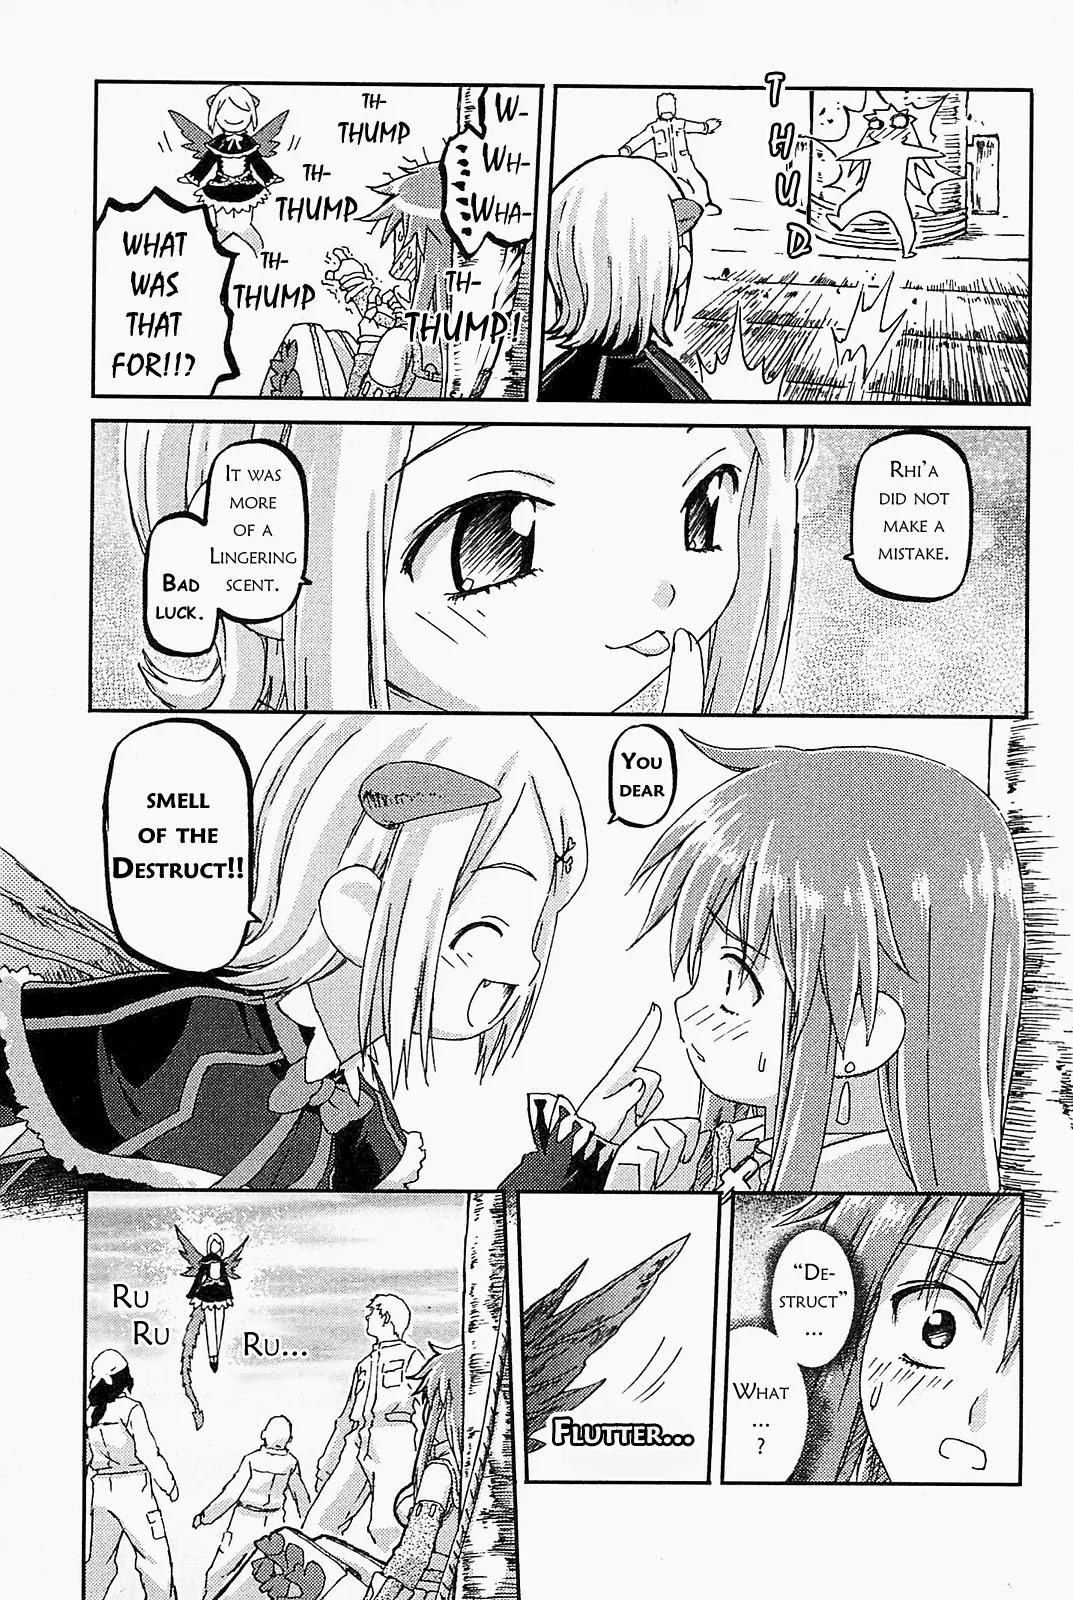 THUD
W-
WH-
WHA-
TH-
THUMP
TH-
THUMP
TH-
THUMP
TH-
THUMP!
WHAT
WAS
THAT
FOR!!?
RHI'A
DID NOT
MAKE A
MISTAKE.
IT WAS
MORE
OF A
LINGERING
SCENT.
BAD
LUCK.
YOU
DEAR
SMELL
OF THE
DESTRUCT!!
"DE-
STRUCT"
...
WHAT
...
?
FLUTTER...
RU
RU
RU...